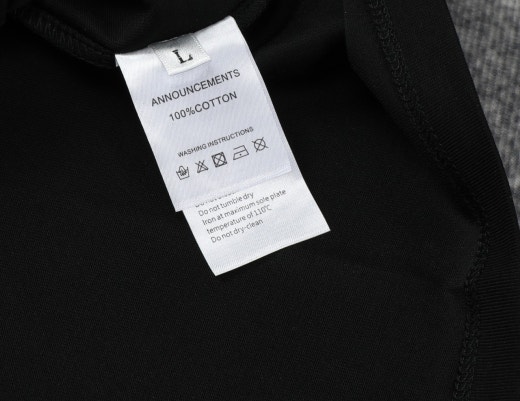 L
ANNOUNCEMENTS
100%COTTON
WASHING INSTRUCTIONS
Do not tumble dry
Iron at maximum sole plate
temperature of 110℃
Do not dry-clean